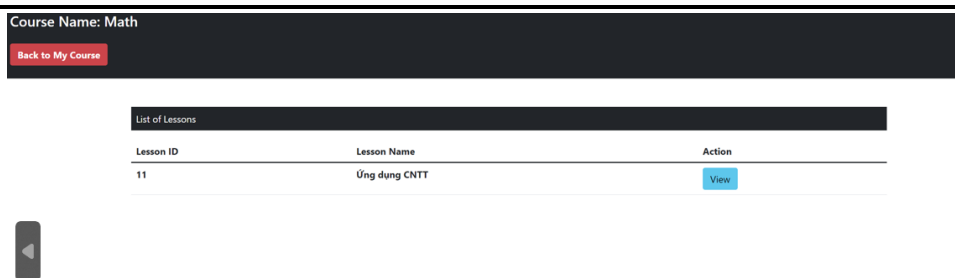 Course Name: Math
Back to My Course
List of Lessons
Lesson ID Lesson Name Action
11 Ứng dụng CNTT View